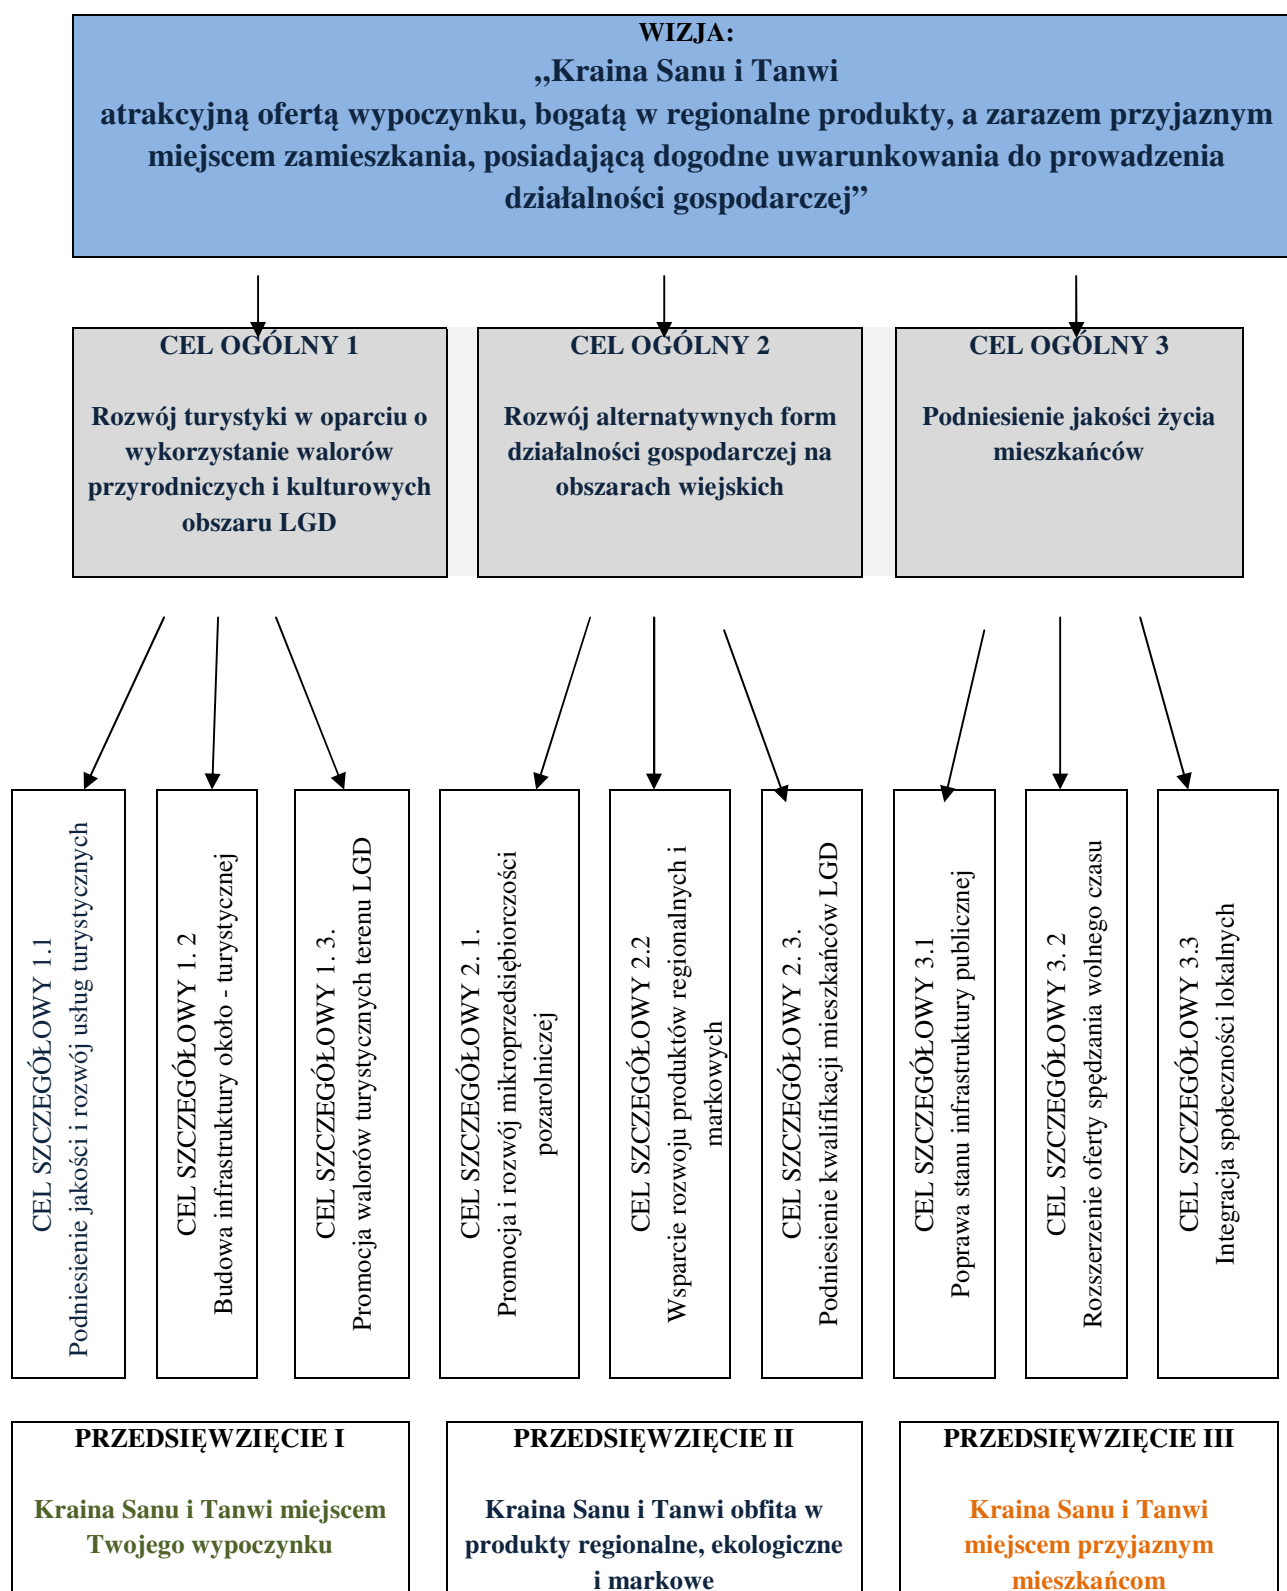 WIZJA:
„Kraina Sanu i Tanwi
atrakcyjną ofertą wypoczynku, bogatą w regionalne produkty, a zarazem przyjaznym
miejscem zamieszkania, posiadającą dogodne uwarunkowania do prowadzenia
działalności gospodarczej”
CEL OGÓLNY 1
Rozwój turystyki w oparciu o
wykorzystanie walorów
przyrodniczych i kulturowych
obszaru LGD
CEL OGÓLNY 2
Rozwój alternatywnych form
działalności gospodarczej na
obszarach wiejskich
CEL OGÓLNY 3
Podniesienie jakości życia
mieszkańców
CEL SZCZEGÓŁOWY 1.1
Podniesienie jakości i rozwój usług turystycznych
CEL SZCZEGÓŁOWY 1. 2
Budowa infrastruktury około - turystycznej
CEL SZCZEGÓŁOWY 1. 3.
Promocja walorów turystycznych terenu LGD
CEL SZCZEGÓŁOWY 2. 1.
Promocja i rozwój mikroprzedsiębiorczości
pozarolniczej
CEL SZCZEGÓŁOWY 2.2
Wsparcie rozwoju produktów regionalnych i
markowych
CEL SZCZEGÓŁOWY 2. 3.
Podniesienie kwalifikacji mieszkańców LGD
CEL SZCZEGÓŁOWY 3.1
Poprawa stanu infrastruktury publicznej
CEL SZCZEGÓŁOWY 3. 2
Rozszerzenie oferty spędzania wolnego czasu
CEL SZCZEGÓŁOWY 3.3
Integracja społeczności lokalnych
PRZEDSIĘWZIĘCIE I
Kraina Sanu i Tanwi miejscem
Twojego wypoczynku
PRZEDSIĘWZIĘCIE II
Kraina Sanu i Tanwi obfita w
produkty regionalne, ekologiczne
i markowe
PRZEDSIĘWZIĘCIE III
Kraina Sanu i Tanwi
miejscem przyjaznym
mieszkańcom